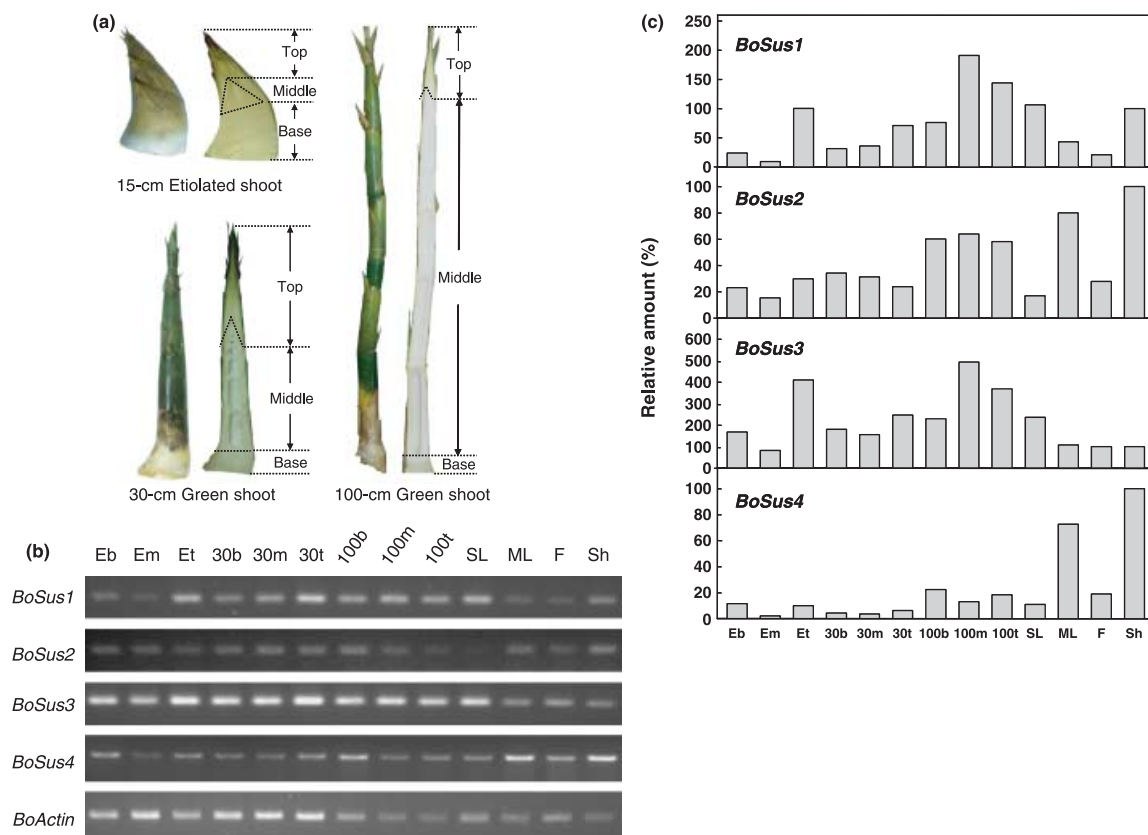 (a)
Top
Middle
Base
15-cm Etiolated shoot
Top
Middle
Base
30-cm Green shoot
Top
Middle
Base
100-cm Green shoot
(b)
Eb Em Et 30b 30m 30t 100b 100m 100t SL ML F Sh
BoSus1
BoSus2
BoSus3
BoSus4
BoActin
(c)
Relative amount (%)
BoSus1
250
200
150
100
50
0
BoSus2
100
80
60
40
20
0
BoSus3
600
500
400
300
200
100
0
BoSus4
100
80
60
40
20
0
Eb Em Et 30b 30m 30t 100b 100m 100t SL ML F Sh